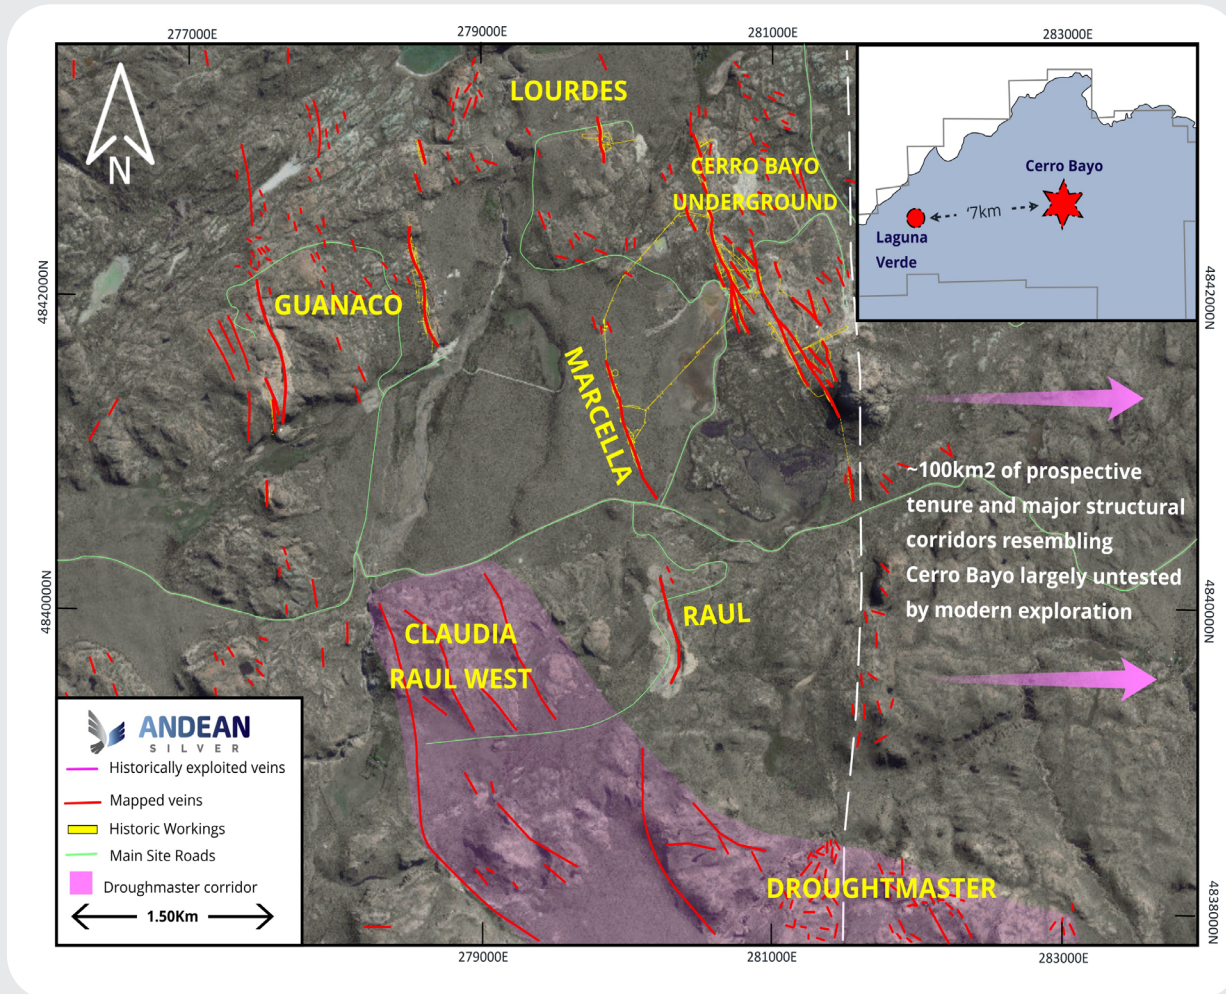 277000E
279000E
281000E
283000E
LOURDES
CERRO BAYO
UNDERGROUND
N
Cerro Bayo
7km
Laguna
Verde
4842000N
4842000N
GUANACO
MARCELLA
~100km2 of prospective
tenure and major structural
corridors resembling
Cerro Bayo largely untested
by modern exploration
4840000N
4840000N
RAUL
CLAUDIA
RAUL WEST
ANDEAN
SILVER
Historically exploited veins
Mapped veins
Historic Workings
Main Site Roads
Droughmaster corridor
1.50Km
DROUGHTMASTER
4838000N
279000E
281000E
283000E